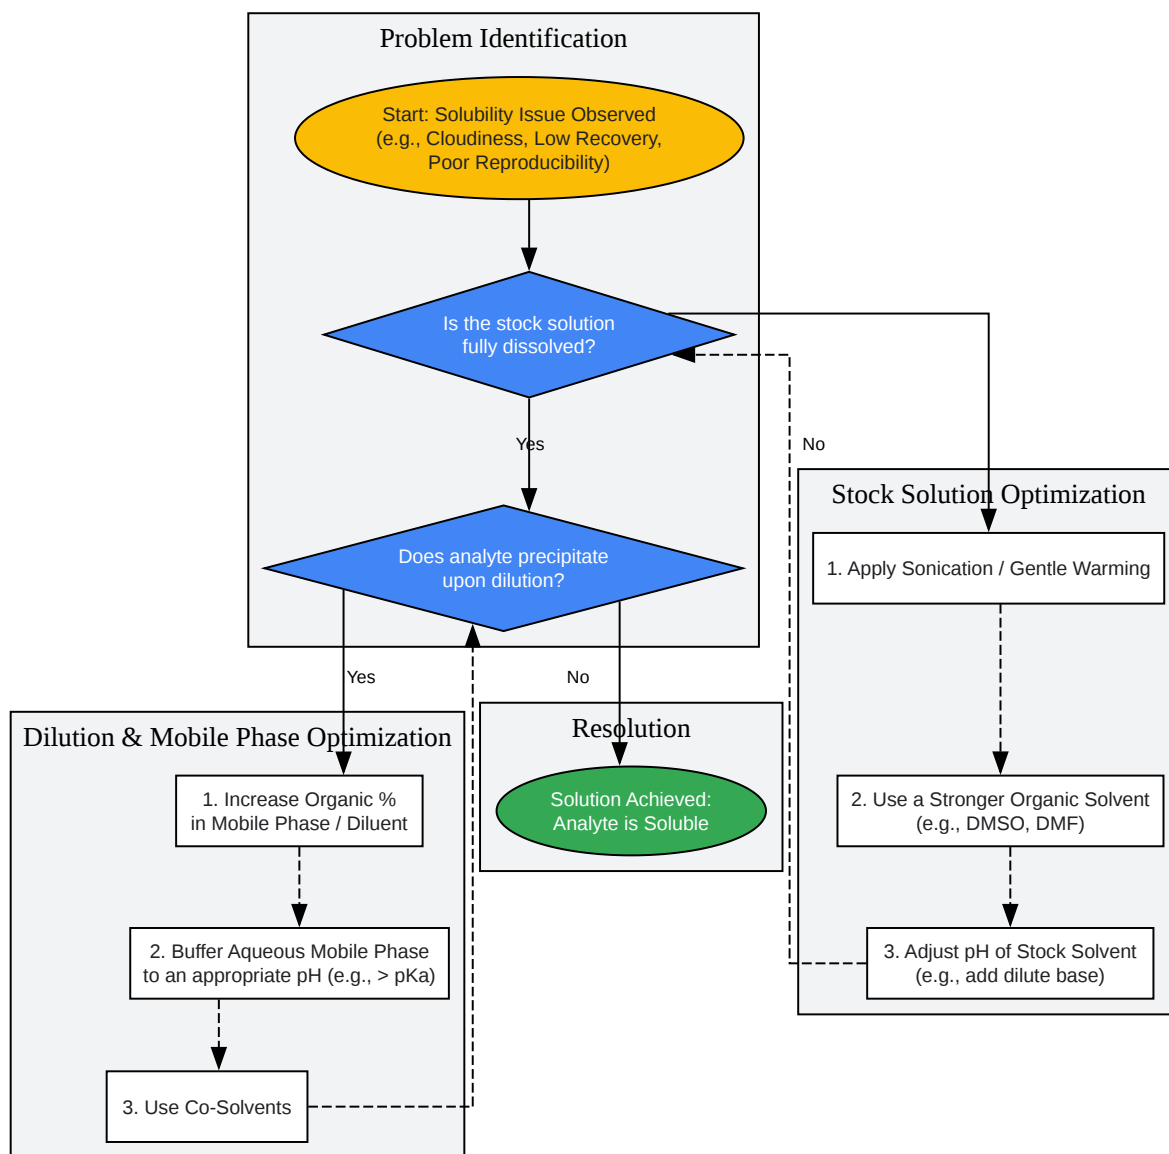 Problem Identification
Start: Solubility Issue Observed
(e.g., Cloudiness, Low Recovery,
Poor Reproducibility)
Is the stock solution
fully dissolved?
Yes
No
Does analyte precipitate
upon dilution?
Yes
No
Stock Solution Optimization
1. Apply Sonication / Gentle Warming
2. Use a Stronger Organic Solvent
(e.g., DMSO, DMF)
3. Adjust pH of Stock Solvent
(e.g., add dilute base)
Dilution & Mobile Phase Optimization
1. Increase Organic %
in Mobile Phase / Diluent
2. Buffer Aqueous Mobile Phase
to an appropriate pH (e.g., > pKa)
3. Use Co-Solvents
Resolution
Solution Achieved:
Analyte is Soluble